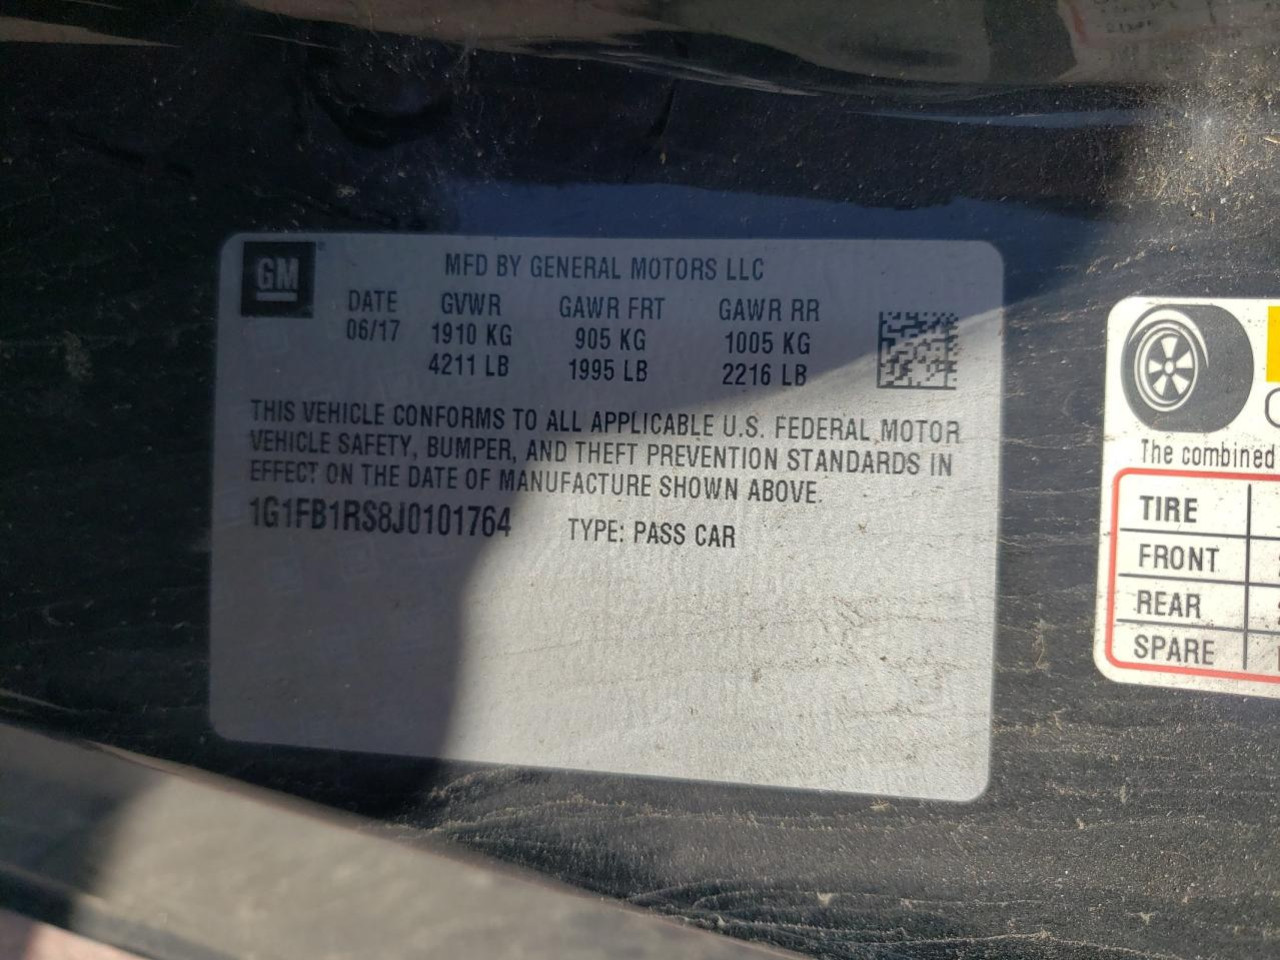 GM
MFD BY GENERAL MOTORS LLC
DATE GVWR GAWR FRT GAWR RR
06/17 1910 KG 905 KG 1005 KG
4211 LB 1995 LB 2216 LB
THIS VEHICLE CONFORMS TO ALL APPLICABLE U.S. FEDERAL MOTOR
VEHICLE SAFETY, BUMPER, AND THEFT PREVENTION STANDARDS IN
EFFECT ON THE DATE OF MANUFACTURE SHOWN ABOVE.
1G1FB1RS8J0101764 TYPE: PASS CAR
The combined
TIRE
FRONT
REAR
SPARE